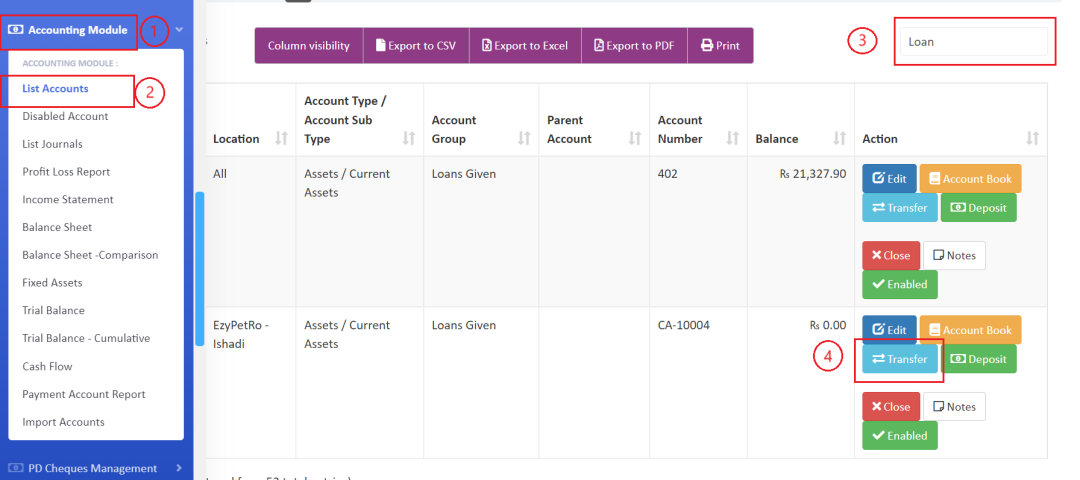 Accounting Module
1
ACCOUNTING MODULE :
List Accounts
2
Disabled Account
List Journals
Profit Loss Report
Income Statement
Balance Sheet
Balance Sheet -Comparison
Fixed Assets
Trial Balance
Trial Balance - Cumulative
Cash Flow
Payment Account Report
Import Accounts
PD Cheques Management
Column visibility Export to CSV Export to Excel Export to PDF Print
3
Loan
Location
Account Type /
Account Sub
Type
Account
Group
Parent
Account
Account
Number
Balance
Action
All
Assets / Current
Assets
Loans Given
402
Rs 21,327.90
Edit Account Book
Transfer Deposit
Close Notes
Enabled
EzyPetRo -
Ishadi
Assets / Current
Assets
Loans Given
CA-10004
Rs 0.00
Edit Account Book
4
Transfer Deposit
Close Notes
Enabled